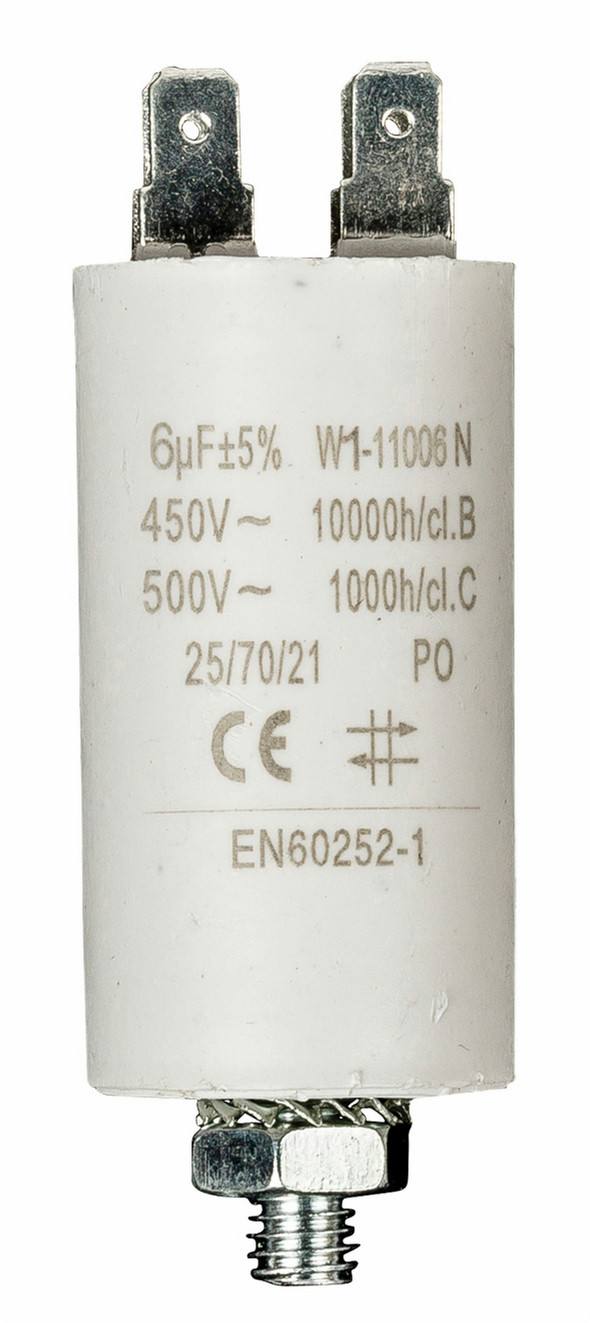 6µF±5% W1-11006 N
450V~ 10000h/cl.B
500V~ 1000h/cl.C
25/70/21 PO
CE
EN60252-1